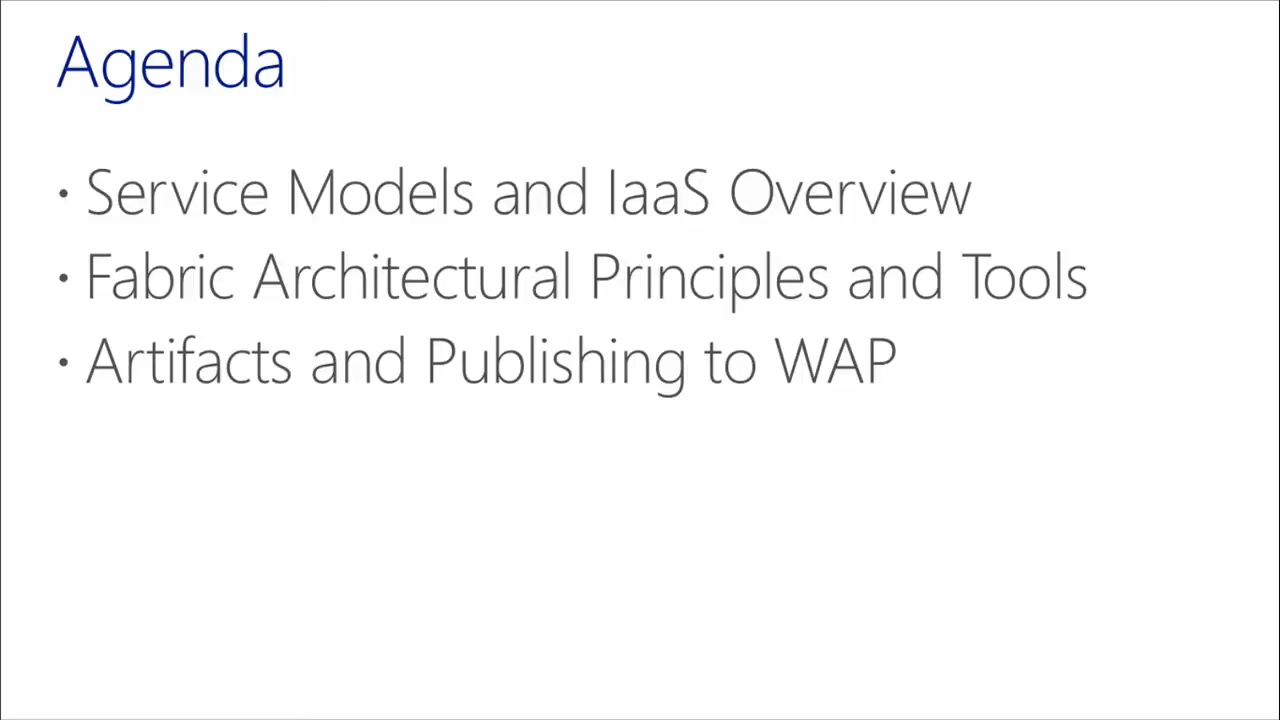 Agenda
· Service Models and IaaS Overview
· Fabric Architectural Principles and Tools
· Artifacts and Publishing to WAP